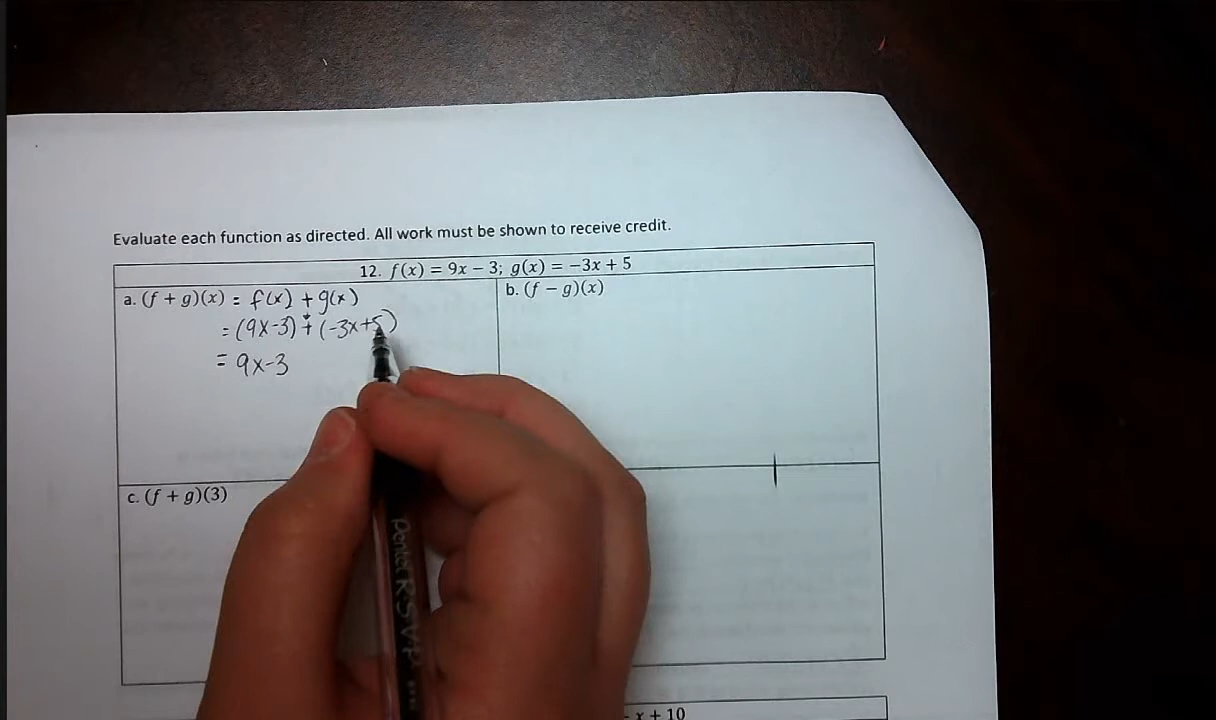 Evaluate each function as directed. All work must be shown to receive credit.
12. f(x) = 9x − 3; g(x) = −3x + 5
a. (f + g)(x) = f(x) + g(x)
= (9x-3) + (-3x+5)
= 9x-3
b. (f − g)(x)
c. (f + g)(3)
Pentel R.S.V.P.
x + 10